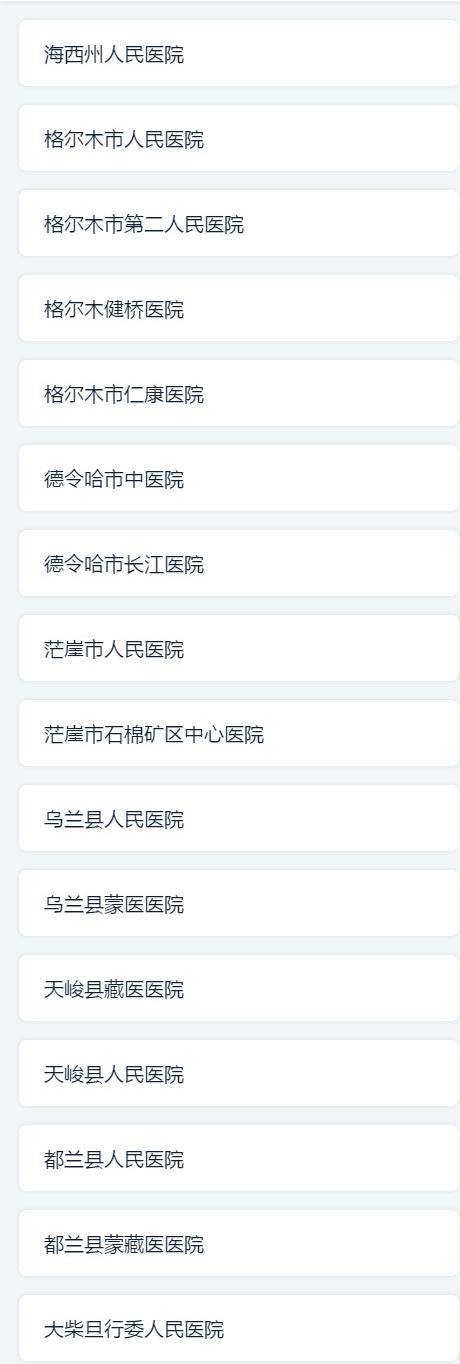 海西州人民医院
格尔木市人民医院
格尔木市第二人民医院
格尔木健桥医院
格尔木市仁康医院
德令哈市中医院
德令哈市长江医院
茫崖市人民医院
茫崖市石棉矿区中心医院
乌兰县人民医院
乌兰县蒙医医院
天峻县藏医医院
天峻县人民医院
都兰县人民医院
都兰县蒙藏医医院
大柴旦行委人民医院